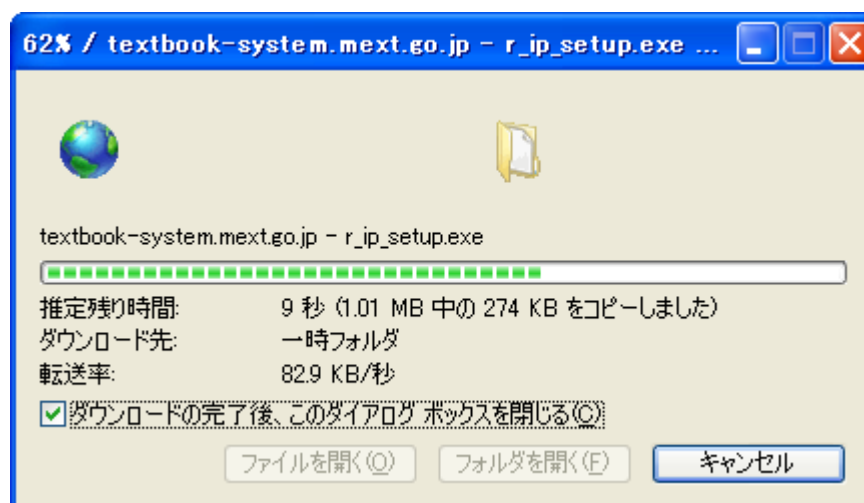 62% / textbook-system.mext.go.jp - r_ip_setup.exe ...
textbook-system.mext.go.jp - r_ip_setup.exe
推定残り時間: 9 秒 (1.01 MB 中の 274 KB をコピーしました)
ダウンロード先: 一時フォルダ
転送率: 82.9 KB/秒
ダウンロードの完了後、このダイアログ ボックスを閉じる(C)
ファイルを開く(O) フォルダを開く(F) キャンセル